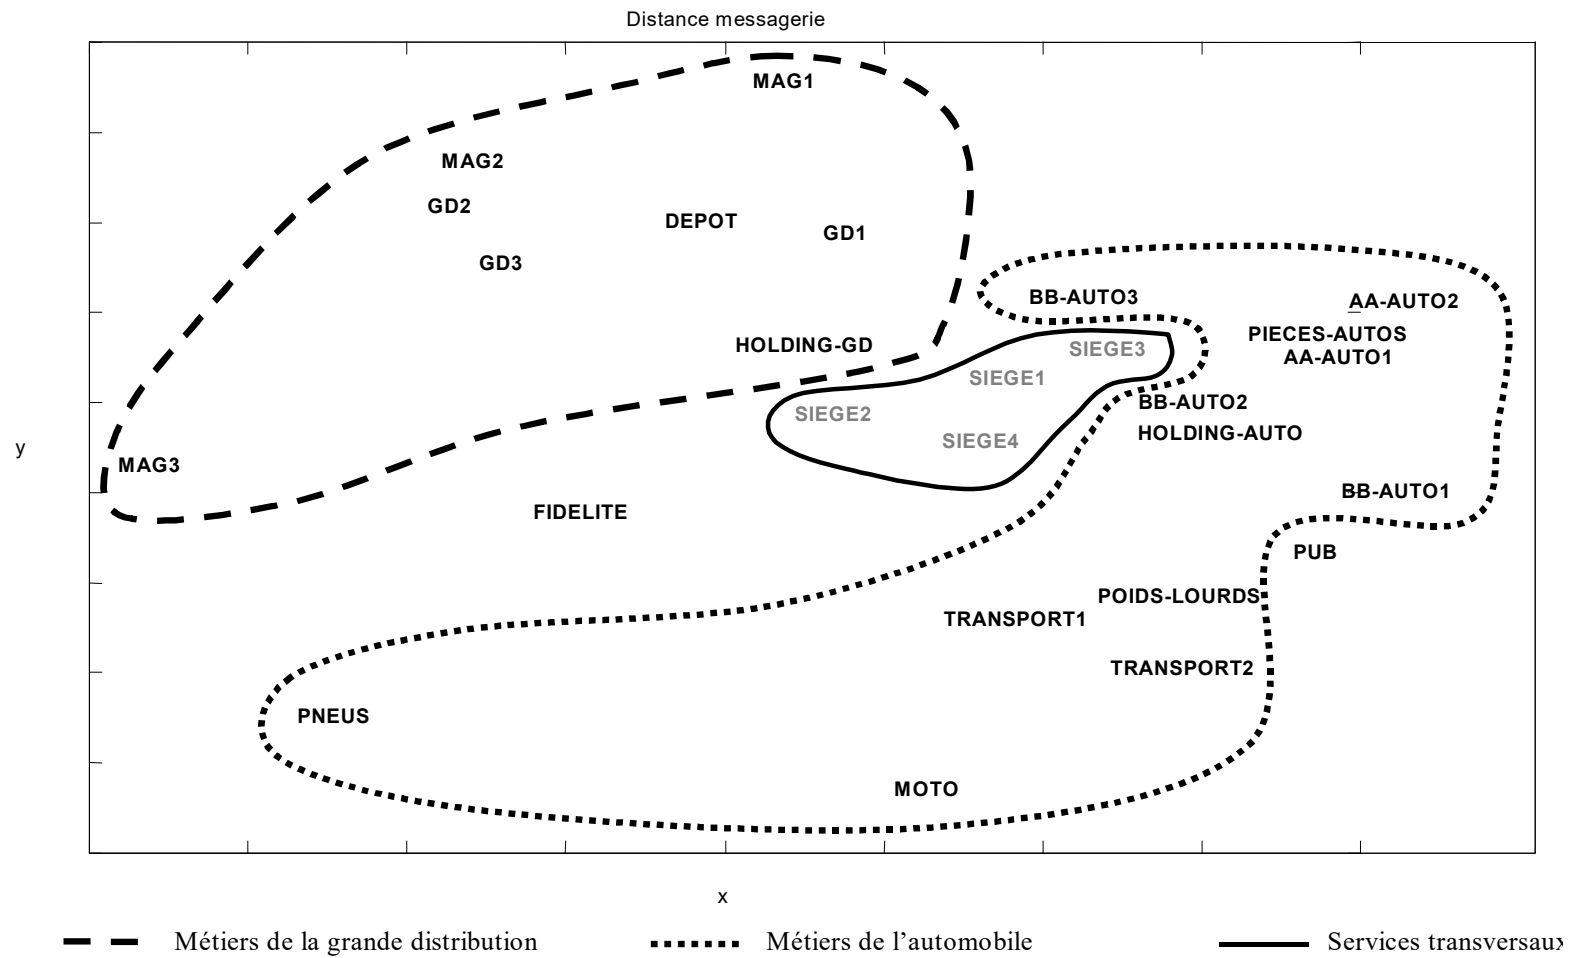 Distance messagerie
MAG1
MAG2
GD2
DEPOT
GD1
GD3
BB-AUTO3
AA-AUTO2
PIECES-AUTOS
HOLDING-GD
SIEGE3
AA-AUTO1
SIEGE1
BB-AUTO2
SIEGE2
HOLDING-AUTO
SIEGE4
y
MAG3
BB-AUTO1
FIDELITE
PUB
POIDS-LOURDS
TRANSPORT1
TRANSPORT2
PNEUS
MOTO
x
Métiers de la grande distribution
Métiers de l’automobile
Services transversaux